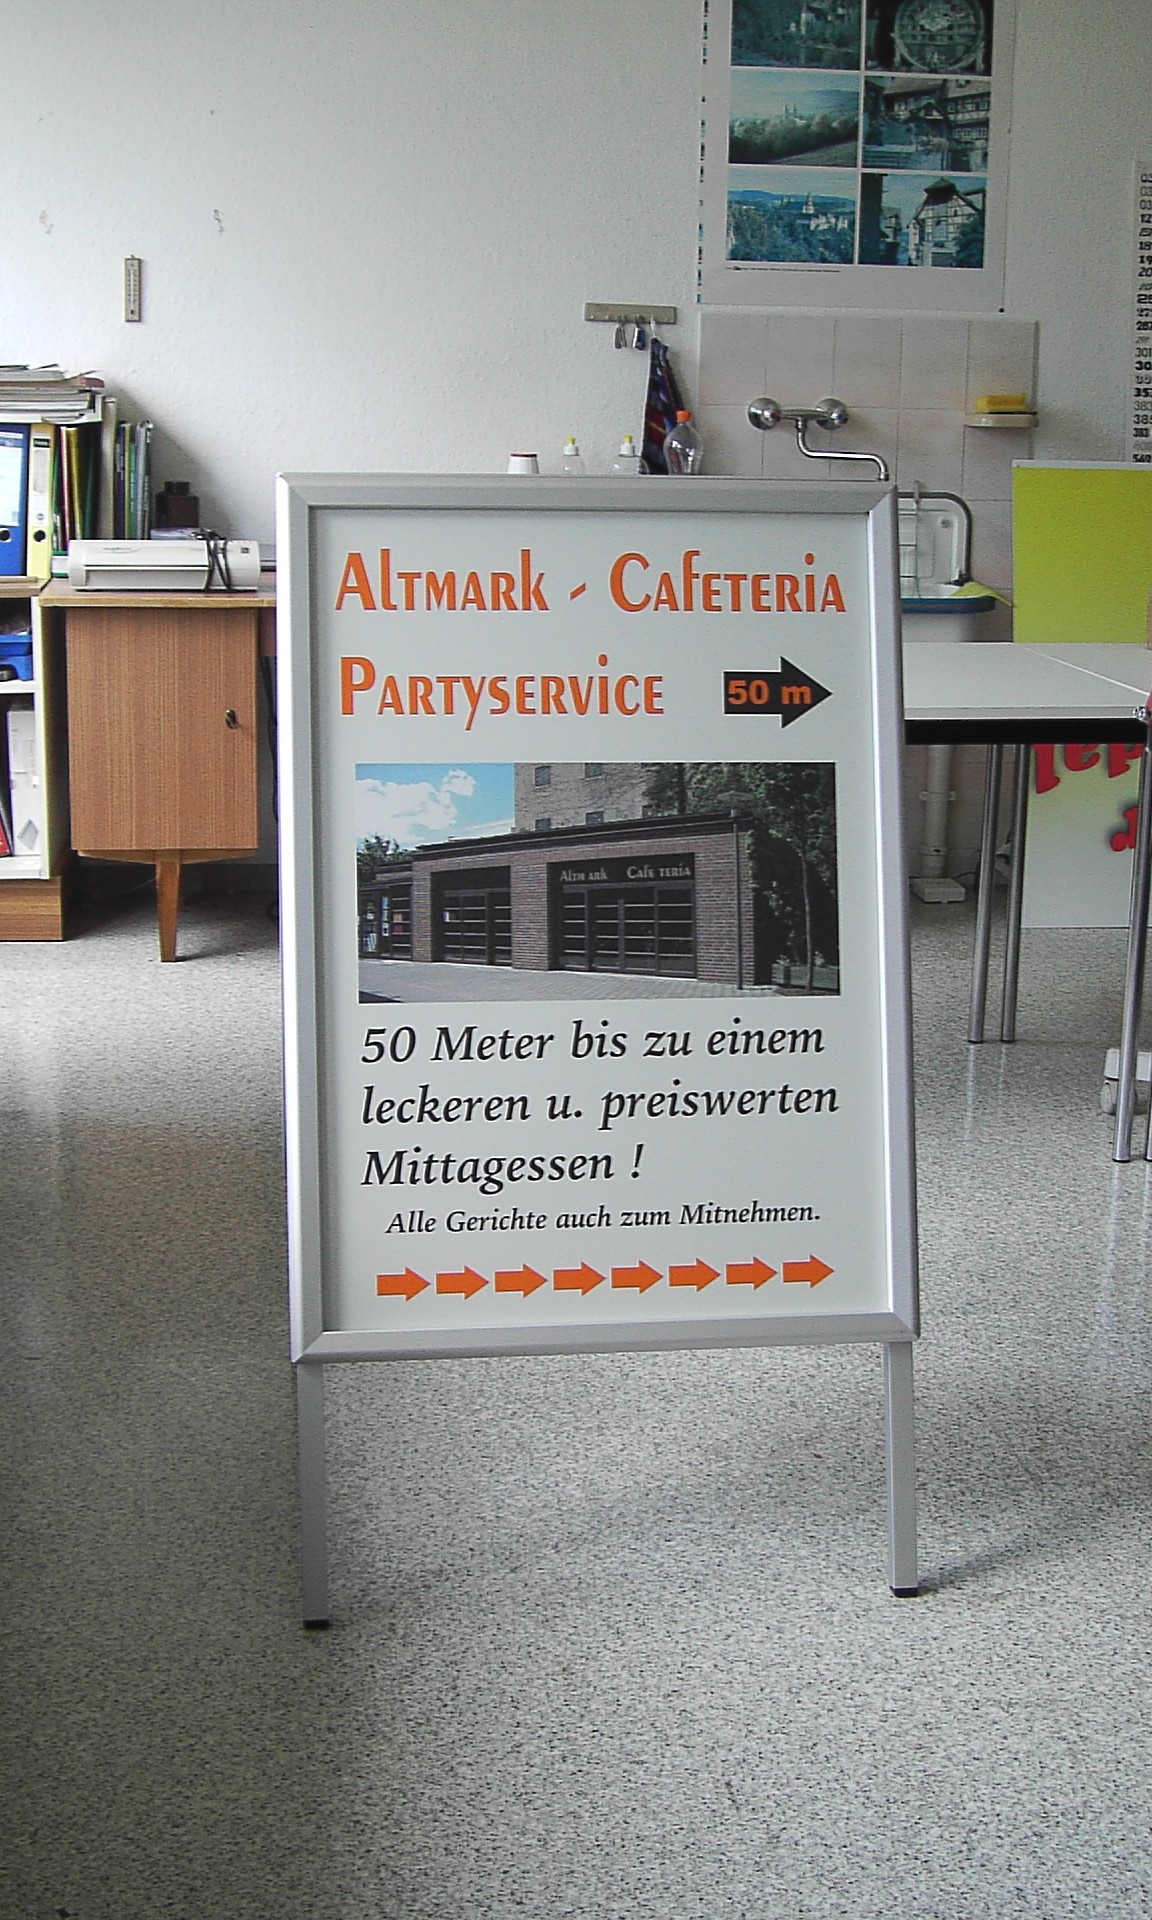 Altmark - Cafeteria
Partyservice
50 m
Altmark Cafeteria
50 Meter bis zu einem
leckeren u. preiswerten
Mittagessen !
Alle Gerichte auch zum Mitnehmen.